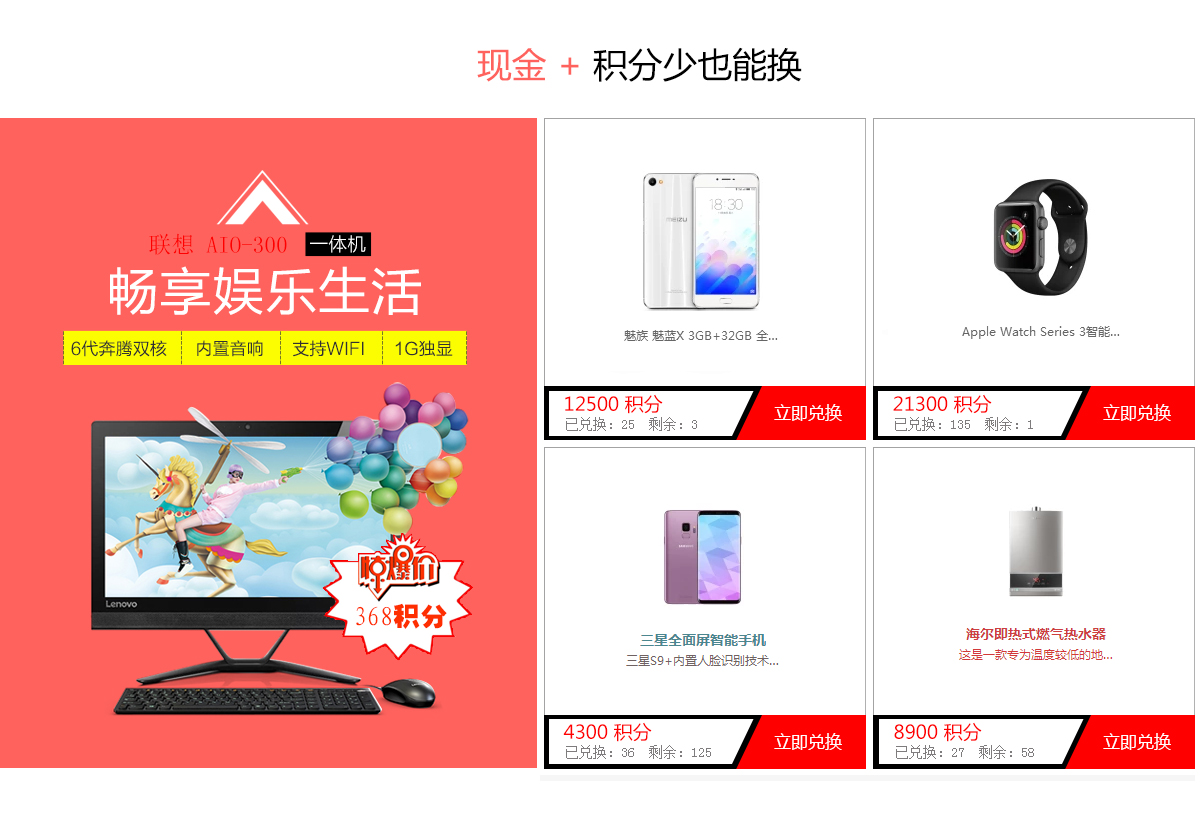 现金 + 积分少也能换
联想 AIO-300 一体机
畅享娱乐生活
6代奔腾双核 内置音响 支持WIFI 1G独显
Lenovo
惊爆价
368积分
18:30
MEIZU
魅族 魅蓝X 3GB+32GB 全...
12500 积分
已兑换：25 剩余：3
立即兑换
Apple Watch Series 3智能...
21300 积分
已兑换：135 剩余：1
立即兑换
三星全面屏智能手机
三星S9+内置人脸识别技术...
4300 积分
已兑换：36 剩余：125
立即兑换
海尔即热式燃气热水器
这是一款专为温度较低的地...
8900 积分
已兑换：27 剩余：58
立即兑换